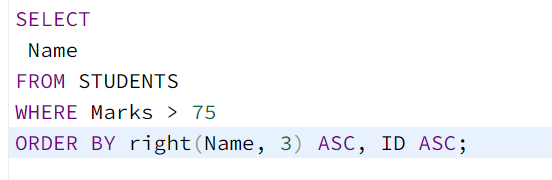 SELECT
Name
FROM STUDENTS
WHERE Marks > 75
ORDER BY right(Name, 3) ASC, ID ASC;